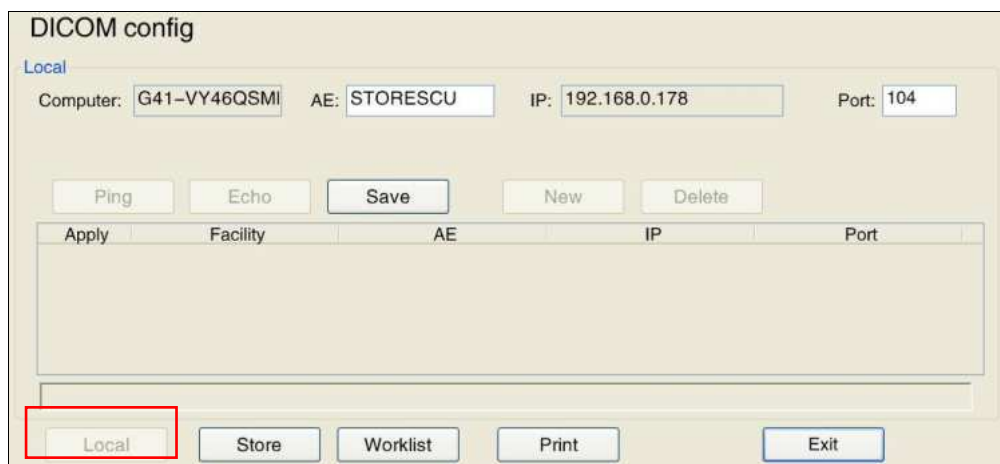 DICOM config
Local
Computer: G41-VY46QSMI AE: STORESCU IP: 192.168.0.178 Port: 104
Ping Echo Save New Delete
Apply Facility AE IP Port
Local Store Worklist Print Exit